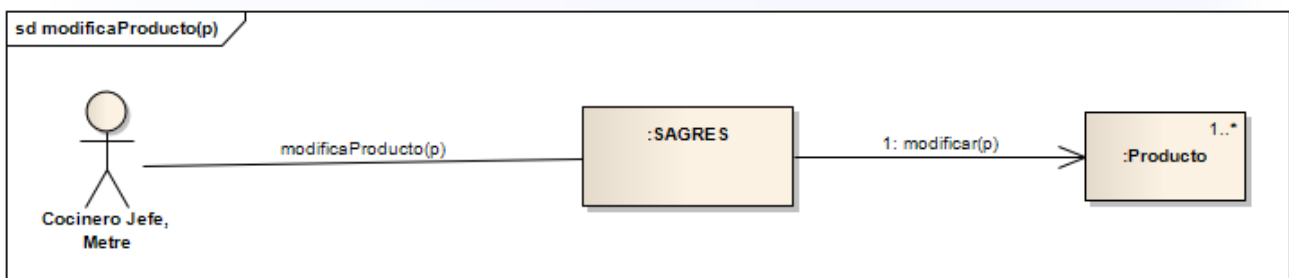 sd modificaProducto(p)
modificaProducto(p)
:SAGRES
1: modificar(p)
1..*
:Producto
Cocinero Jefe,
Metre